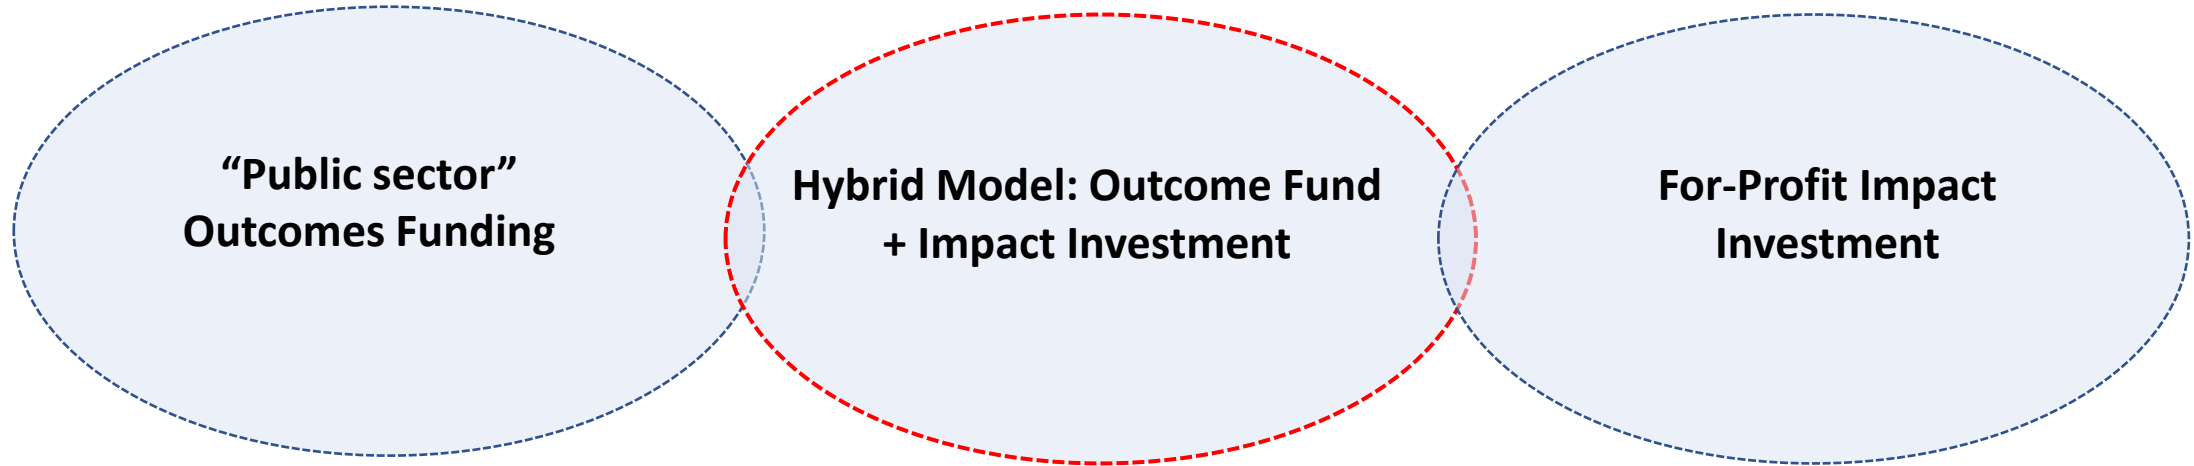 “Public sector”
Outcomes Funding
Hybrid Model: Outcome Fund
+ Impact Investment
For-Profit Impact
Investment